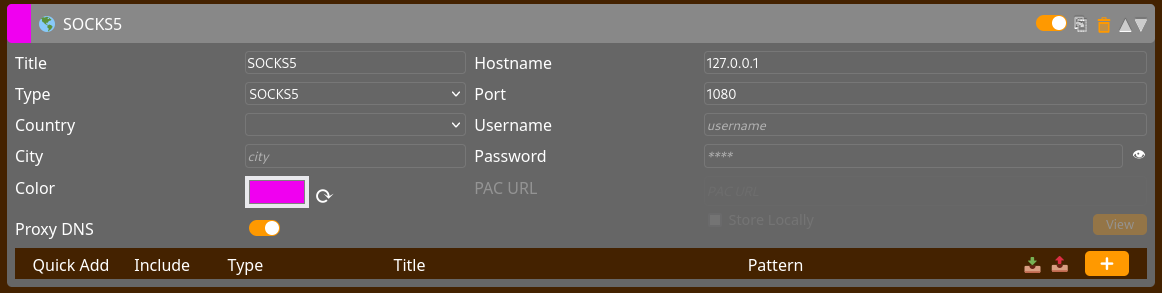 SOCKS5
Title SOCKS5 Hostname 127.0.0.1
Type SOCKS5 Port 1080
Country Username username
City city Password ****
Color PAC URL PAC URL
Store Locally
Proxy DNS View
Quick Add Include Type Title Pattern